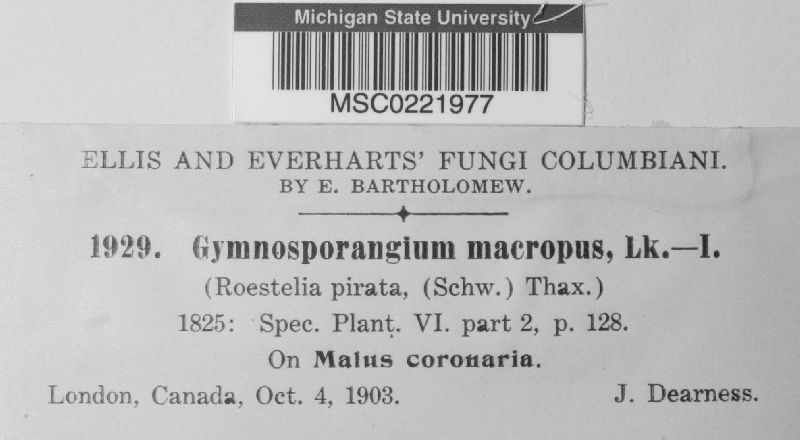 Michigan State University
MSC0221977
ELLIS AND EVERHARTS' FUNGI COLUMBIANI.
BY E. BARTHOLOMEW.
1929. Gymnosporangium macropus, Lk.—I.
(Roestelia pirata, (Schw.) Thax.)
1825: Spec. Plant. VI. part 2, p. 128.
On Malus coronaria.
London, Canada, Oct. 4, 1903. J. Dearness.